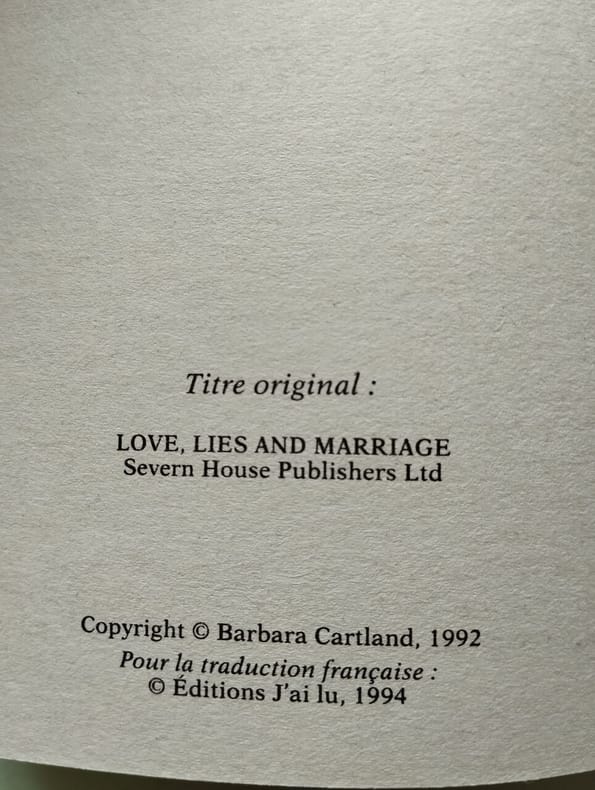 Titre original :
LOVE, LIES AND MARRIAGE
Severn House Publishers Ltd
Copyright © Barbara Cartland, 1992
Pour la traduction française :
© Éditions J'ai lu, 1994